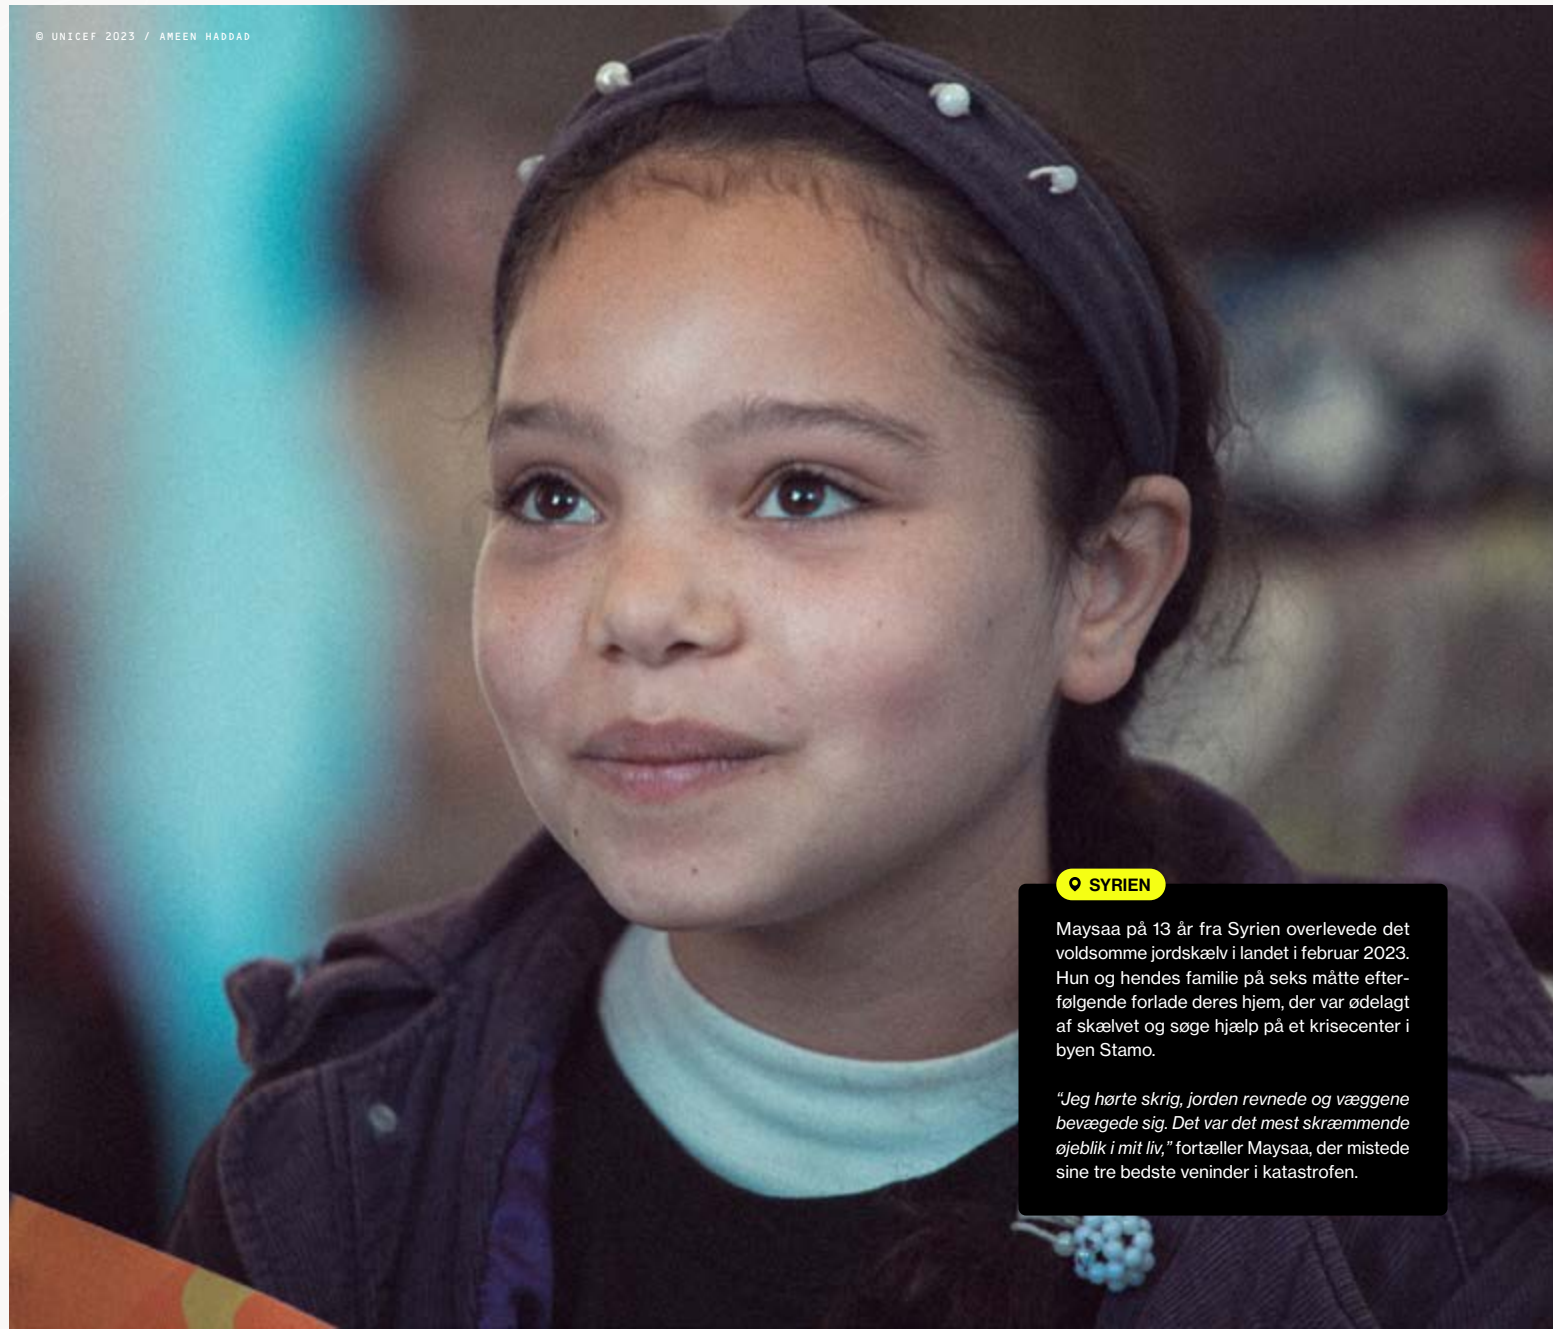 © UNICEF 2023 / AMEEN HADDAD
SYRIEN
Maysaa på 13 år fra Syrien overlevede det
voldsomme jordskælv i landet i februar 2023.
Hun og hendes familie på seks måtte efter-
følgende forlade deres hjem, der var ødelagt
af skælvet og søge hjælp på et krisecenter i
byen Stamo.
“Jeg hørte skrig, jorden revnede og væggene
bevægede sig. Det var det mest skræmmende
øjeblik i mit liv,” fortæller Maysaa, der mistede
sine tre bedste veninder i katastrofen.